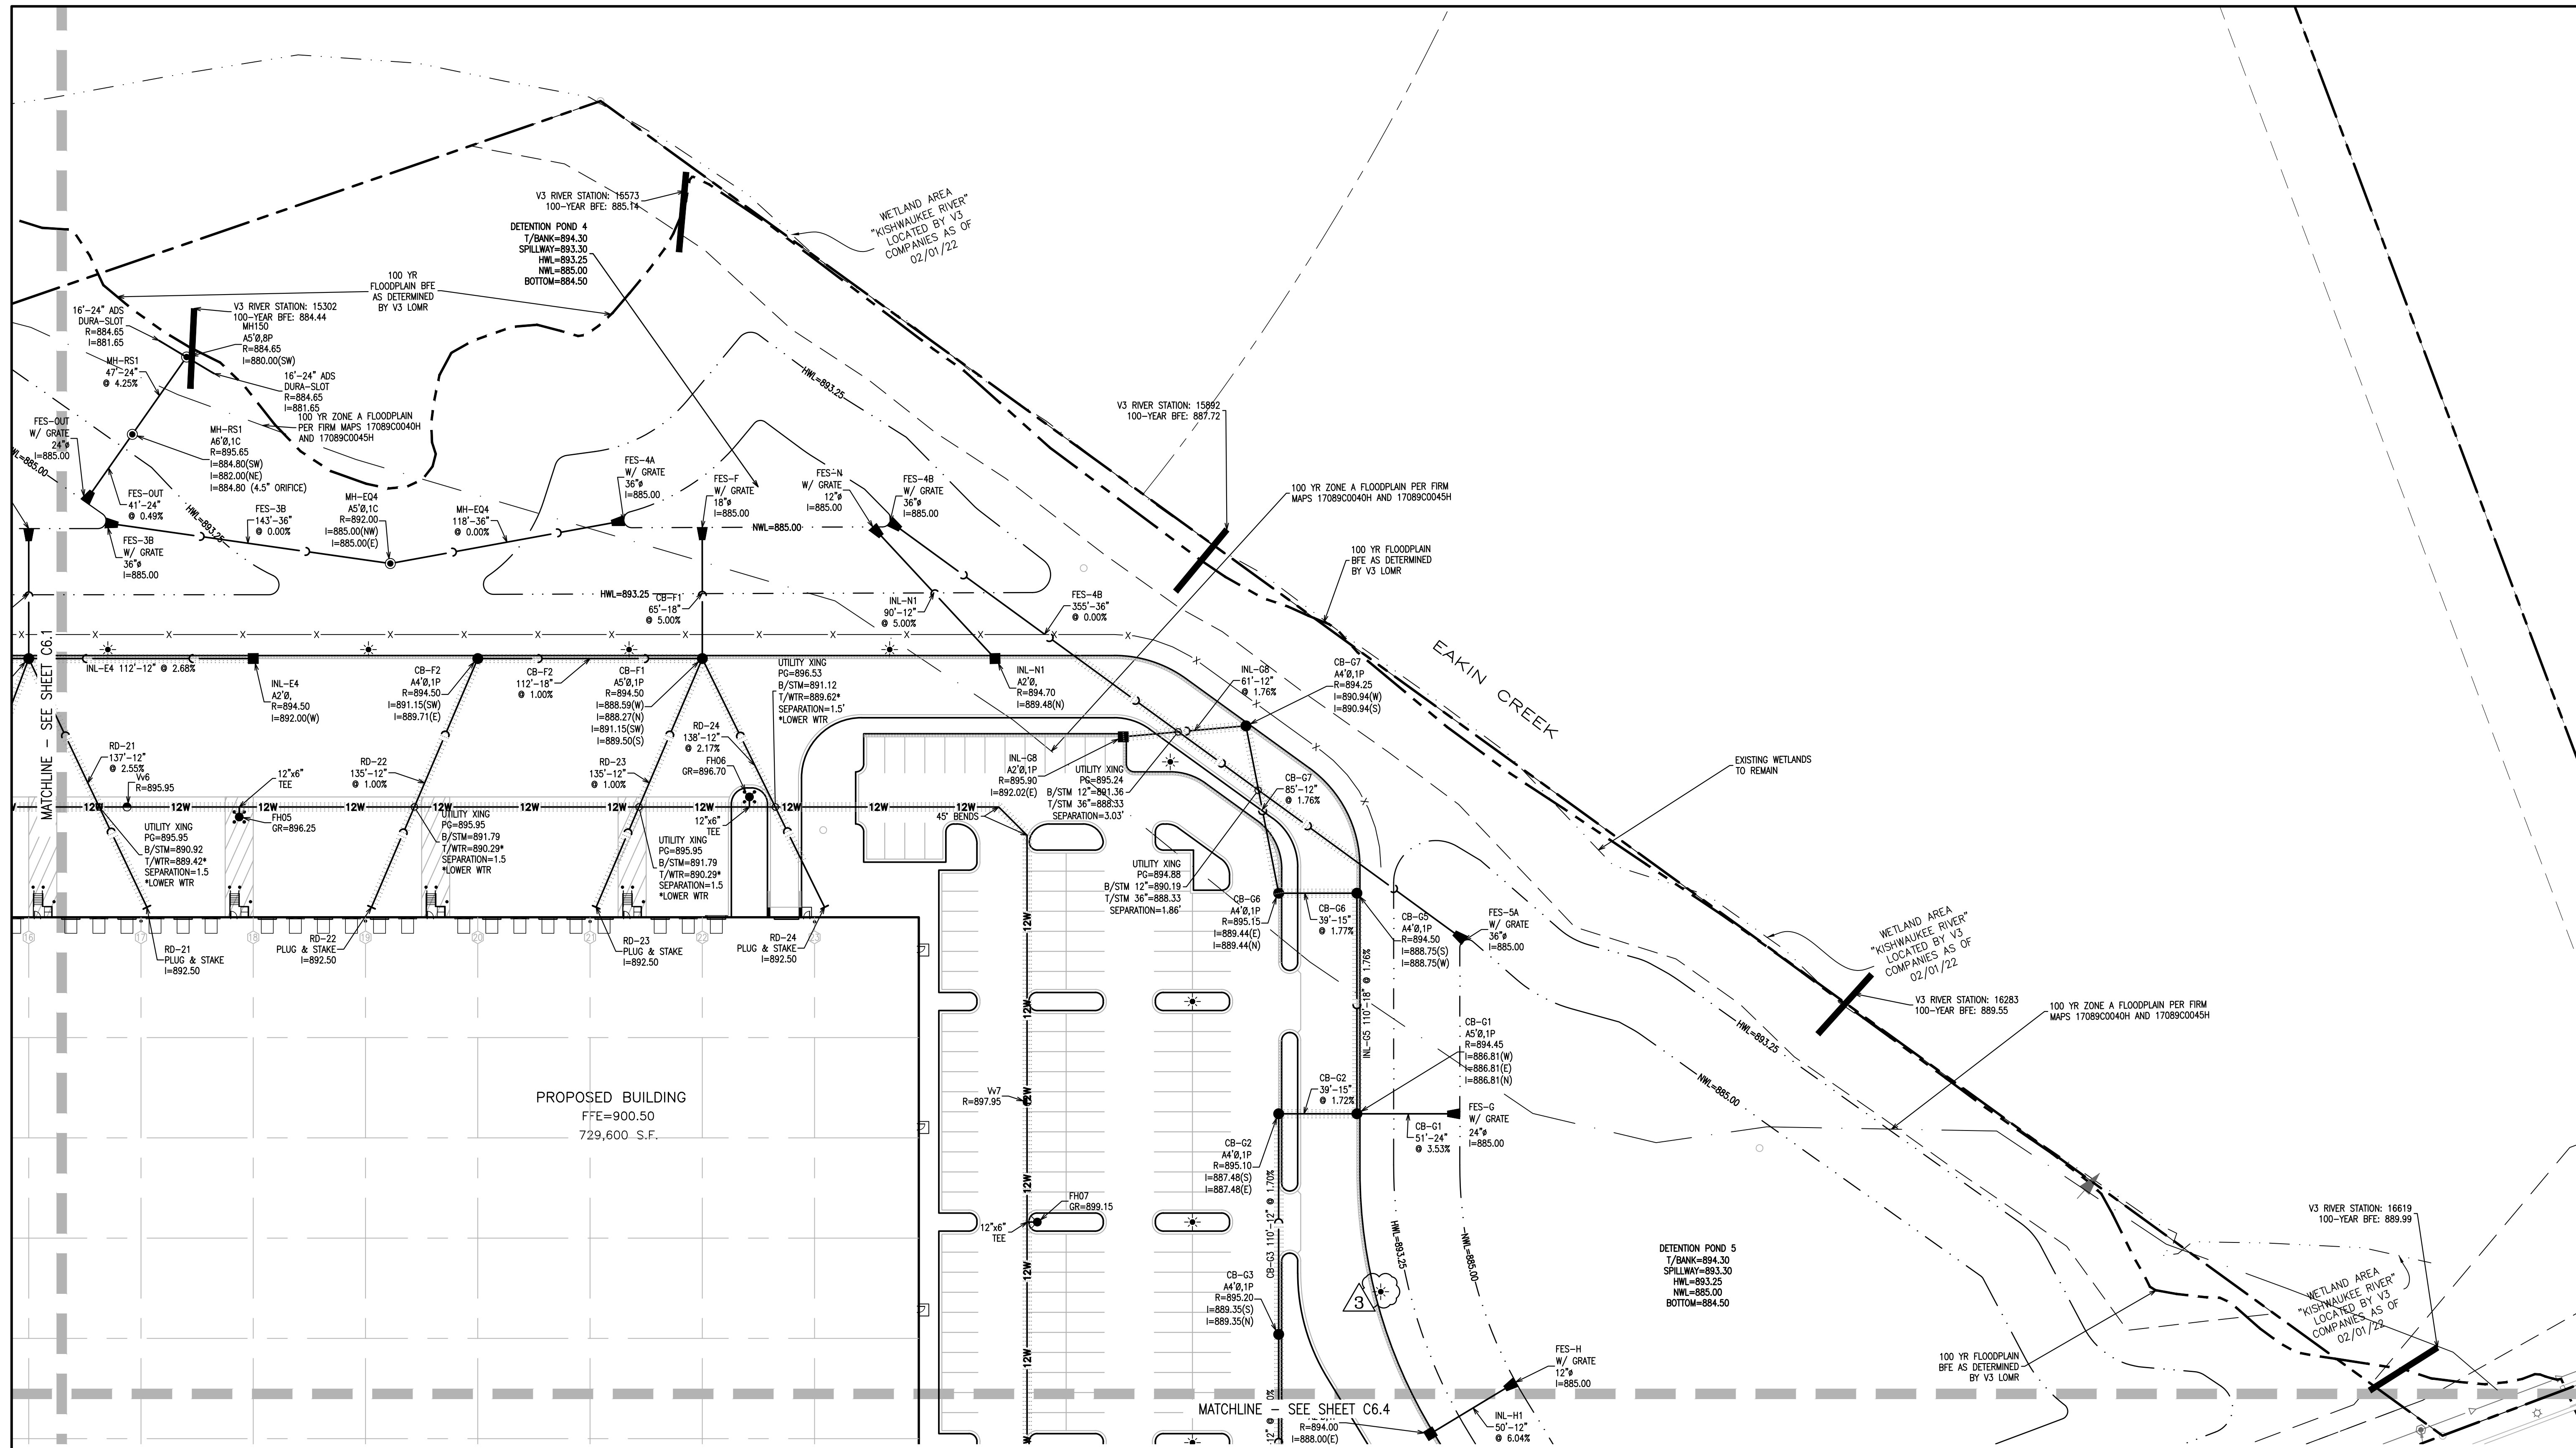 V3 RIVER STATION: 15573
100-YEAR BFE: 885.14
DETENTION POND 4
T/BANK=894.30
SPILLWAY=893.30
HWL=893.25
NWL=885.00
BOTTOM=884.50
WETLAND AREA
"KISHWAUKEE RIVER"
LOCATED BY V3
COMPANIES AS OF
02/01/22
100 YR
FLOODPLAIN BFE
AS DETERMINED
BY V3 LOMR
16'-24" ADS
DURA-SLOT
R=884.65
I=881.65
V3 RIVER STATION: 15302
100-YEAR BFE: 884.44
MH150
A5'Ø,8P
R=884.65
I=880.00(SW)
MH-RS1
47'-24"
@ 4.25%
16'-24" ADS
DURA-SLOT
R=884.65
I=881.65
100 YR ZONE A FLOODPLAIN
PER FIRM MAPS 17089C0040H
AND 17089C0045H
FES-OUT
W/ GRATE
24"ø
I=885.00
MH-RS1
A6'Ø,1C
R=895.65
I=884.80(SW)
I=882.00(NE)
I=884.80 (4.5" ORIFICE)
FES-OUT
41'-24"
@ 0.49%
HWL=893.25
FES-3B
W/ GRATE
36"ø
I=885.00
FES-3B
143'-36"
@ 0.00%
MH-EQ4
A5'Ø,1C
R=892.00
I=885.00(NW)
I=885.00(E)
MH-EQ4
118'-36"
@ 0.00%
FES-4A
W/ GRATE
36"ø
I=885.00
FES-F
W/ GRATE
18"ø
I=885.00
FES-N
W/ GRATE
12"ø
I=885.00
FES-4B
W/ GRATE
36"ø
I=885.00
NWL=885.00
HWL=893.25
HWL=893.25
CB-F1
65'-18"
@ 5.00%
INL-N1
90'-12"
@ 5.00%
FES-4B
355'-36"
@ 0.00%
V3 RIVER STATION: 15892
100-YEAR BFE: 887.72
100 YR ZONE A FLOODPLAIN PER FIRM
MAPS 17089C0040H AND 17089C0045H
100 YR FLOODPLAIN
BFE AS DETERMINED
BY V3 LOMR
EAKIN CREEK
EXISTING WETLANDS
TO REMAIN
MATCHLINE - SEE SHEET C6.1
INL-E4 112'-12" @ 2.68%
INL-E4
A2'Ø,
R=894.50
I=892.00(W)
CB-F2
A4'Ø,1P
R=894.50
I=891.15(SW)
I=889.71(E)
CB-F2
112'-18"
@ 1.00%
CB-F1
A5'Ø,1P
R=894.50
I=888.59(W)
I=888.27(N)
I=891.15(SW)
I=889.50(S)
UTILITY XING
PG=896.53
B/STM=891.12
T/WTR=889.62*
SEPARATION=1.5'
*LOWER WTR
INL-N1
A2'Ø,
R=894.70
I=889.48(N)
INL-G8
61'-12"
@ 1.76%
CB-G7
A4'Ø,1P
R=894.25
I=890.94(W)
I=890.94(S)
RD-21
137'-12"
@ 2.55%
VV6
R=895.95
12"x6"
TEE
FH05
GR=896.25
RD-22
135'-12"
@ 1.00%
RD-23
135'-12"
@ 1.00%
RD-24
138'-12"
@ 2.17%
FH06
GR=896.70
12"x6"
TEE
12W 12W 12W 12W 12W 12W 12W 12W 12W 12W 12W
45° BENDS
INL-G8
A2'Ø,1P
R=895.90
I=892.02(E)
UTILITY XING
PG=895.24
B/STM 12"=891.36
T/STM 36"=888.33
SEPARATION=3.03'
CB-G7
85'-12"
@ 1.76%
UTILITY XING
PG=895.95
B/STM=890.92
T/WTR=889.42*
SEPARATION=1.5
*LOWER WTR
UTILITY XING
PG=895.95
B/STM=891.79
T/WTR=890.29*
SEPARATION=1.5
*LOWER WTR
UTILITY XING
PG=895.95
B/STM=891.79
T/WTR=890.29*
SEPARATION=1.5
*LOWER WTR
UTILITY XING
PG=894.88
B/STM 12"=890.19
T/STM 36"=888.33
SEPARATION=1.86'
16 17 18 19 20 21 22 23
RD-21
PLUG & STAKE
I=892.50
RD-22
PLUG & STAKE
I=892.50
RD-23
PLUG & STAKE
I=892.50
RD-24
PLUG & STAKE
I=892.50
CB-G6
A4'Ø,1P
R=895.15
I=889.44(E)
I=889.44(N)
CB-G6
39'-15"
@ 1.77%
CB-G5
A4'Ø,1P
R=894.50
I=888.75(S)
I=888.75(W)
FES-5A
W/ GRATE
36"ø
I=885.00
INL-G5 110'-18" @ 1.76%
WETLAND AREA
"KISHWAUKEE RIVER"
LOCATED BY V3
COMPANIES AS OF
02/01/22
V3 RIVER STATION: 16283
100-YEAR BFE: 889.55
100 YR ZONE A FLOODPLAIN PER FIRM
MAPS 17089C0040H AND 17089C0045H
HWL=893.25
NWL=885.00
PROPOSED BUILDING
FFE=900.50
729,600 S.F.
VV7
R=897.95
CB-G2
39'-15"
@ 1.72%
CB-G1
A5'Ø,1P
R=894.45
I=886.81(W)
I=886.81(E)
I=886.81(N)
CB-G1
51'-24"
@ 3.53%
FES-G
W/ GRATE
24"ø
I=885.00
CB-G2
A4'Ø,1P
R=895.10
I=887.48(S)
I=887.48(E)
FH07
GR=899.15
12"x6"
TEE
CB-G3 110'-12" @ 1.70%
CB-G3
A4'Ø,1P
R=895.20
I=889.35(S)
I=889.35(N)
12W 12W 12W 12W 12W 12W
HWL=893.25
NWL=885.00
3
DETENTION POND 5
T/BANK=894.30
SPILLWAY=893.30
HWL=893.25
NWL=885.00
BOTTOM=884.50
V3 RIVER STATION: 16619
100-YEAR BFE: 889.99
WETLAND AREA
"KISHWAUKEE RIVER"
LOCATED BY V3
COMPANIES AS OF
02/01/22
100 YR FLOODPLAIN
BFE AS DETERMINED
BY V3 LOMR
FES-H
W/ GRATE
12"ø
I=885.00
MATCHLINE - SEE SHEET C6.4
R=894.00
I=888.00(E)
INL-H1
50'-12"
@ 6.04%